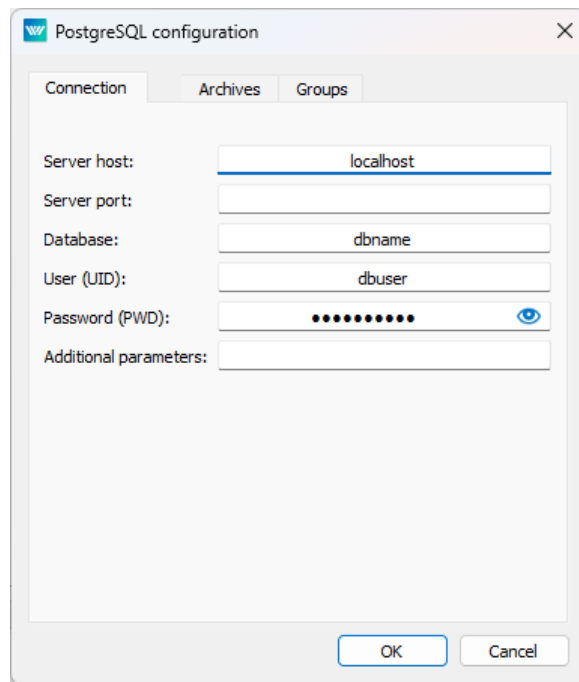 PostgreSQL configuration
Connection Archives Groups
Server host: localhost
Server port:
Database: dbname
User (UID): dbuser
Password (PWD): ●●●●●●●●●●
Additional parameters:
OK Cancel